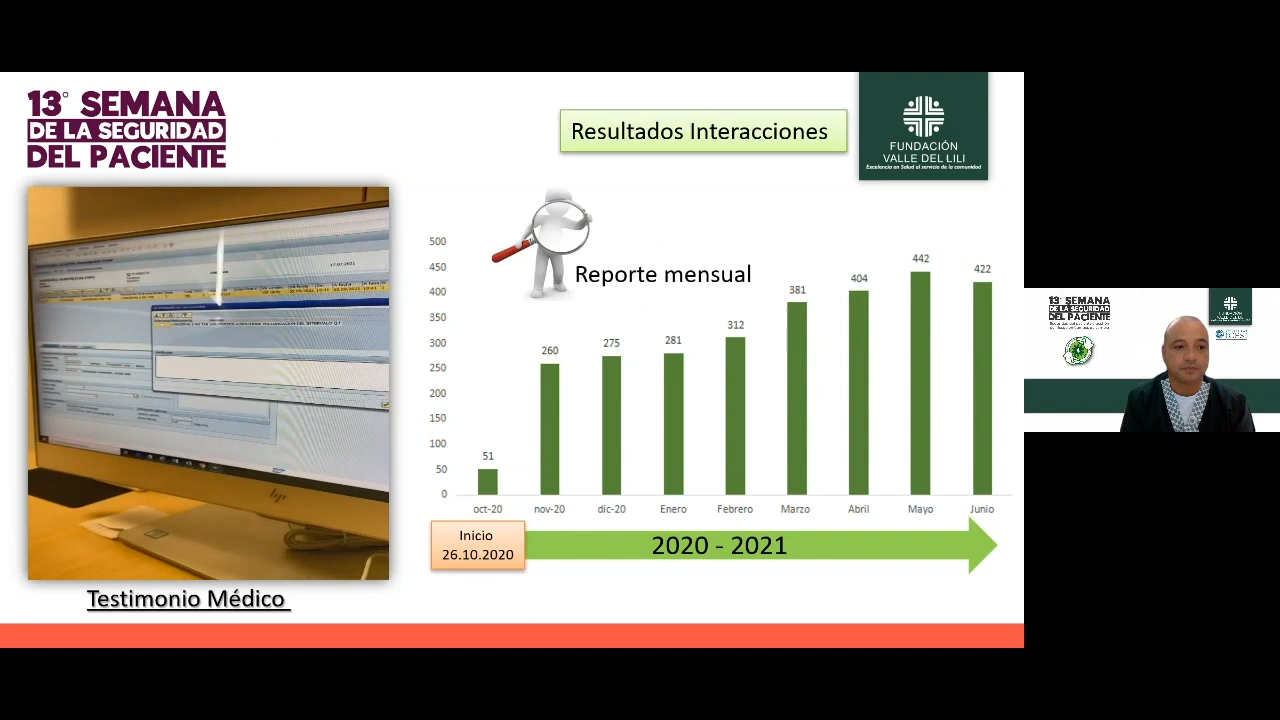 13° SEMANA
DE LA SEGURIDAD
DEL PACIENTE
Resultados Interacciones
FUNDACIÓN
VALLE DEL LILI
Excelencia en Salud al servicio de la comunidad
Reporte mensual
500
450
400
350
300
250
200
150
100
50
0
51
260
275
281
312
381
404
442
422
oct-20
nov-20
dic-20
Enero
Febrero
Marzo
Abril
Mayo
Junio
Inicio
26.10.2020
2020 - 2021
Testimonio Médico
hp
13° SEMANA
DE LA SEGURIDAD
DEL PACIENTE